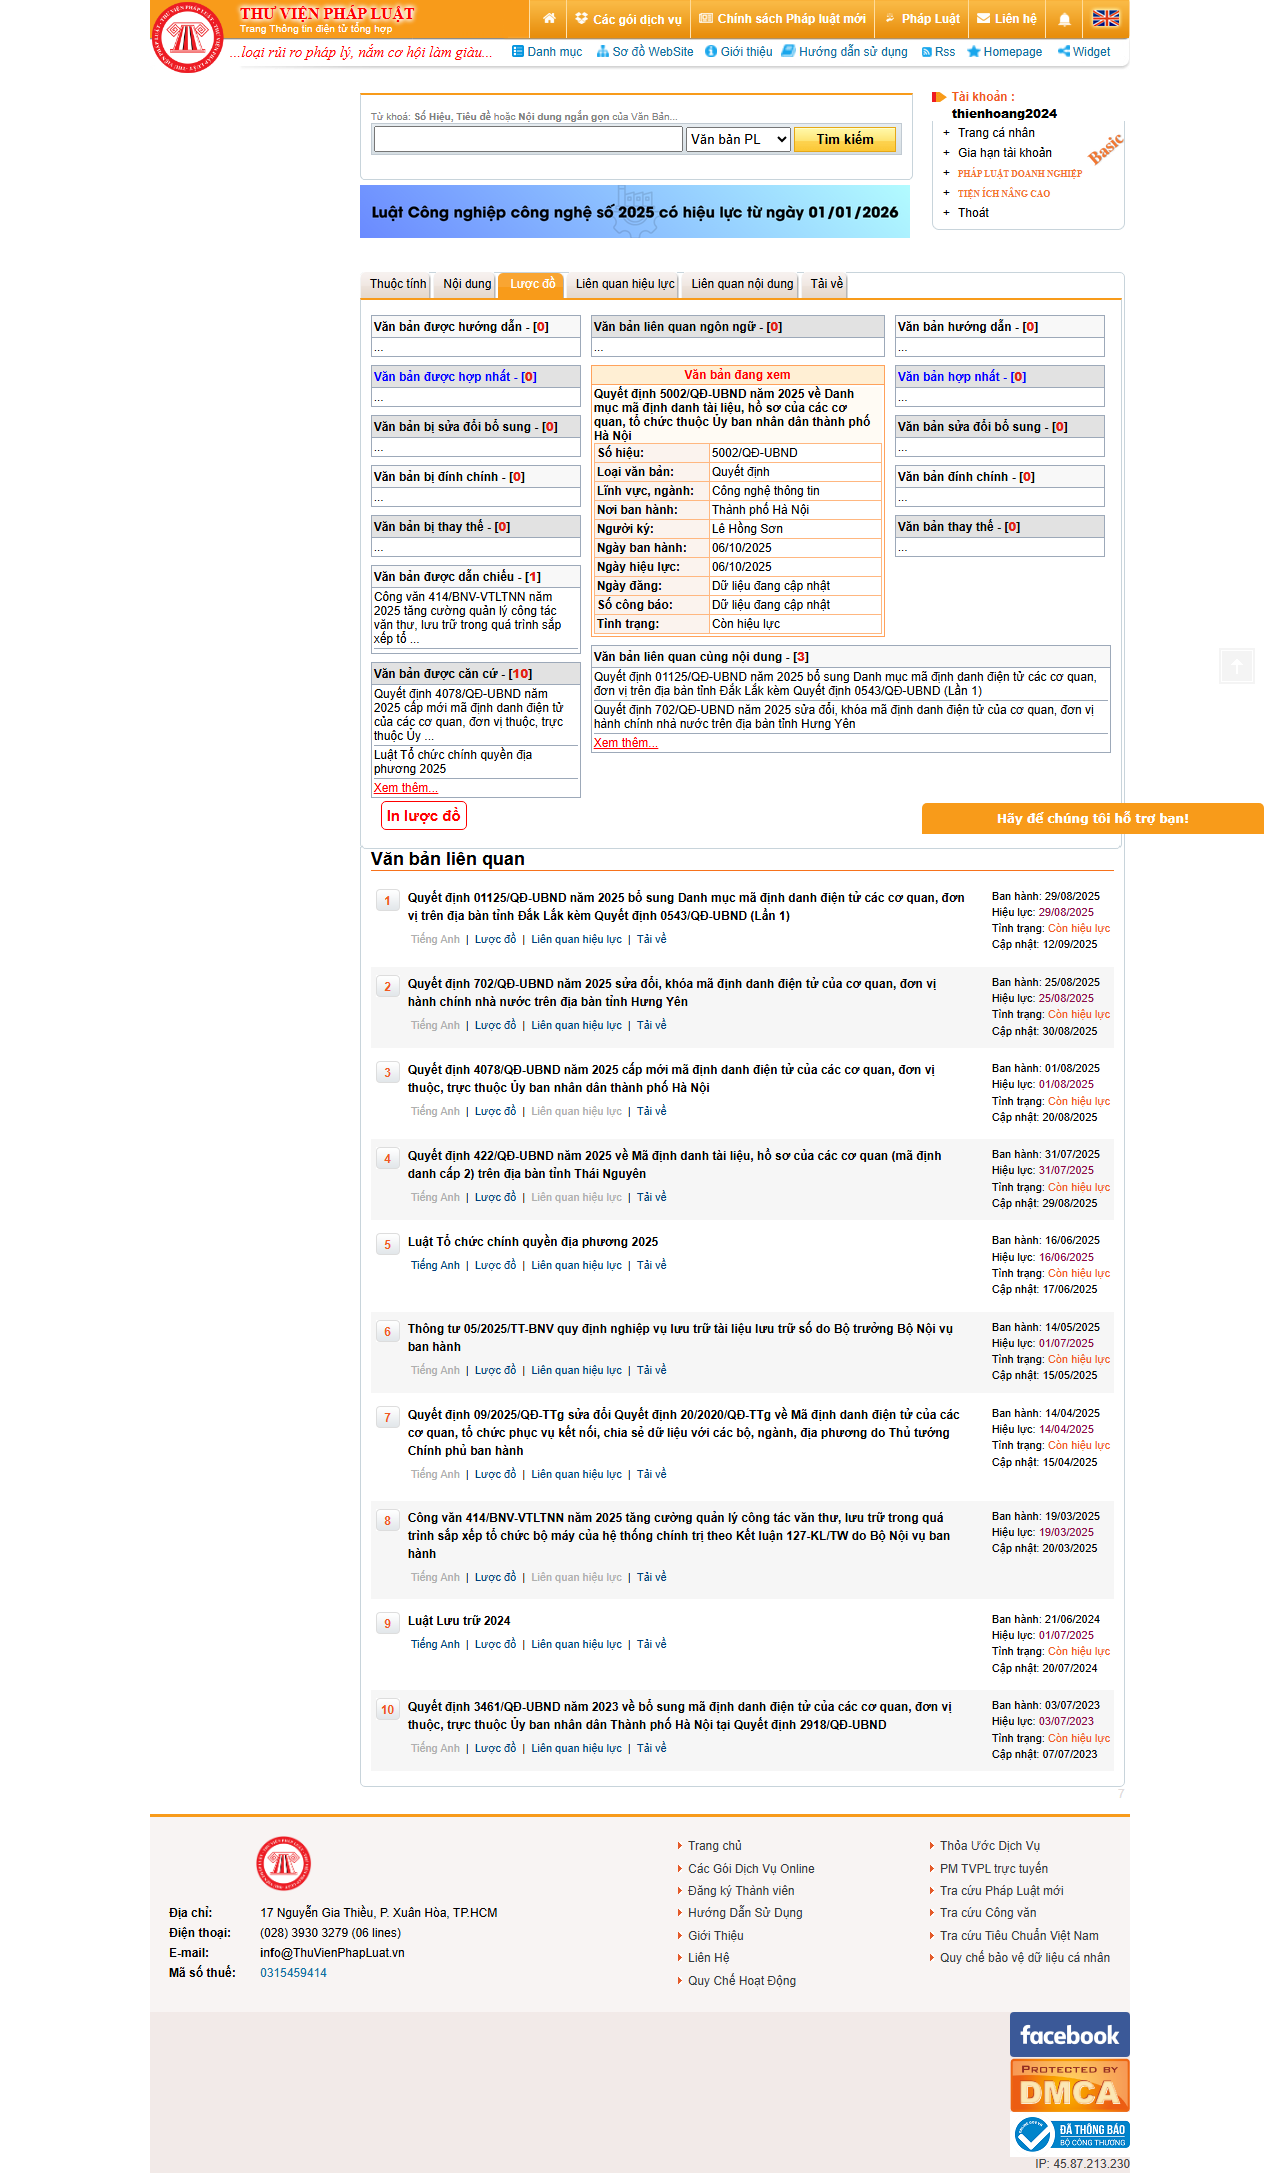 THƯ VIỆN PHÁP LUẬT
Trang Thông tin điện tử tổng hợp
...loại rủi ro pháp lý, nắm cơ hội làm giàu...
Các gói dịch vụ
Chính sách Pháp luật mới
Pháp Luật
Liên hệ
Danh mục
Sơ đồ WebSite
Giới thiệu
Hướng dẫn sử dụng
Rss
Homepage
Widget
Từ khoá: Số Hiệu, Tiêu đề hoặc Nội dung ngắn gọn của Văn Bản...
Văn bản PL
Tìm kiếm
Tài khoản :
thienhoang2024
+ Trang cá nhân
+ Gia hạn tài khoản
+ PHÁP LUẬT DOANH NGHIỆP
+ TIỆN ÍCH NÂNG CAO
+ Thoát
Basic
Luật Công nghiệp công nghệ số 2025 có hiệu lực từ ngày 01/01/2026
Thuộc tính
Nội dung
Lược đồ
Liên quan hiệu lực
Liên quan nội dung
Tải về
Văn bản được hướng dẫn - [0]
...
Văn bản được hợp nhất - [0]
...
Văn bản bị sửa đổi bổ sung - [0]
...
Văn bản bị đính chính - [0]
...
Văn bản bị thay thế - [0]
...
Văn bản được dẫn chiếu - [1]
Công văn 414/BNV-VTLTNN năm
2025 tăng cường quản lý công tác
văn thư, lưu trữ trong quá trình sắp
xếp tổ ...
Văn bản được căn cứ - [10]
Quyết định 4078/QĐ-UBND năm
2025 cấp mới mã định danh điện tử
của các cơ quan, đơn vị thuộc, trực
thuộc Ủy ...
Luật Tổ chức chính quyền địa
phương 2025
Xem thêm...
In lược đồ
Văn bản liên quan ngôn ngữ - [0]
...
Văn bản đang xem
Quyết định 5002/QĐ-UBND năm 2025 về Danh
mục mã định danh tài liệu, hồ sơ của các cơ
quan, tổ chức thuộc Ủy ban nhân dân thành phố
Hà Nội
Số hiệu: 5002/QĐ-UBND
Loại văn bản: Quyết định
Lĩnh vực, ngành: Công nghệ thông tin
Nơi ban hành: Thành phố Hà Nội
Người ký: Lê Hồng Sơn
Ngày ban hành: 06/10/2025
Ngày hiệu lực: 06/10/2025
Ngày đăng: Dữ liệu đang cập nhật
Số công báo: Dữ liệu đang cập nhật
Tình trạng: Còn hiệu lực
Văn bản hướng dẫn - [0]
...
Văn bản hợp nhất - [0]
...
Văn bản sửa đổi bổ sung - [0]
...
Văn bản đính chính - [0]
...
Văn bản thay thế - [0]
...
Văn bản liên quan cùng nội dung - [3]
Quyết định 01125/QĐ-UBND năm 2025 bổ sung Danh mục mã định danh điện tử các cơ quan,
đơn vị trên địa bàn tỉnh Đắk Lắk kèm Quyết định 0543/QĐ-UBND (Lần 1)
Quyết định 702/QĐ-UBND năm 2025 sửa đổi, khóa mã định danh điện tử của cơ quan, đơn vị
hành chính nhà nước trên địa bàn tỉnh Hưng Yên
Xem thêm...
Hãy để chúng tôi hỗ trợ bạn!
Văn bản liên quan
1
Quyết định 01125/QĐ-UBND năm 2025 bổ sung Danh mục mã định danh điện tử các cơ quan, đơn
vị trên địa bàn tỉnh Đắk Lắk kèm Quyết định 0543/QĐ-UBND (Lần 1)
Tiếng Anh | Lược đồ | Liên quan hiệu lực | Tải về
Ban hành: 29/08/2025
Hiệu lực: 29/08/2025
Tình trạng: Còn hiệu lực
Cập nhật: 12/09/2025
2
Quyết định 702/QĐ-UBND năm 2025 sửa đổi, khóa mã định danh điện tử của cơ quan, đơn vị
hành chính nhà nước trên địa bàn tỉnh Hưng Yên
Tiếng Anh | Lược đồ | Liên quan hiệu lực | Tải về
Ban hành: 25/08/2025
Hiệu lực: 25/08/2025
Tình trạng: Còn hiệu lực
Cập nhật: 30/08/2025
3
Quyết định 4078/QĐ-UBND năm 2025 cấp mới mã định danh điện tử của các cơ quan, đơn vị
thuộc, trực thuộc Ủy ban nhân dân thành phố Hà Nội
Tiếng Anh | Lược đồ | Liên quan hiệu lực | Tải về
Ban hành: 01/08/2025
Hiệu lực: 01/08/2025
Tình trạng: Còn hiệu lực
Cập nhật: 20/08/2025
4
Quyết định 422/QĐ-UBND năm 2025 về Mã định danh tài liệu, hồ sơ của các cơ quan (mã định
danh cấp 2) trên địa bàn tỉnh Thái Nguyên
Tiếng Anh | Lược đồ | Liên quan hiệu lực | Tải về
Ban hành: 31/07/2025
Hiệu lực: 31/07/2025
Tình trạng: Còn hiệu lực
Cập nhật: 29/08/2025
5
Luật Tổ chức chính quyền địa phương 2025
Tiếng Anh | Lược đồ | Liên quan hiệu lực | Tải về
Ban hành: 16/06/2025
Hiệu lực: 16/06/2025
Tình trạng: Còn hiệu lực
Cập nhật: 17/06/2025
6
Thông tư 05/2025/TT-BNV quy định nghiệp vụ lưu trữ tài liệu lưu trữ số do Bộ trưởng Bộ Nội vụ
ban hành
Tiếng Anh | Lược đồ | Liên quan hiệu lực | Tải về
Ban hành: 14/05/2025
Hiệu lực: 01/07/2025
Tình trạng: Còn hiệu lực
Cập nhật: 15/05/2025
7
Quyết định 09/2025/QĐ-TTg sửa đổi Quyết định 20/2020/QĐ-TTg về Mã định danh điện tử của các
cơ quan, tổ chức phục vụ kết nối, chia sẻ dữ liệu với các bộ, ngành, địa phương do Thủ tướng
Chính phủ ban hành
Tiếng Anh | Lược đồ | Liên quan hiệu lực | Tải về
Ban hành: 14/04/2025
Hiệu lực: 14/04/2025
Tình trạng: Còn hiệu lực
Cập nhật: 15/04/2025
8
Công văn 414/BNV-VTLTNN năm 2025 tăng cường quản lý công tác văn thư, lưu trữ trong quá
trình sắp xếp tổ chức bộ máy của hệ thống chính trị theo Kết luận 127-KL/TW do Bộ Nội vụ ban
hành
Tiếng Anh | Lược đồ | Liên quan hiệu lực | Tải về
Ban hành: 19/03/2025
Hiệu lực: 19/03/2025
Cập nhật: 20/03/2025
9
Luật Lưu trữ 2024
Tiếng Anh | Lược đồ | Liên quan hiệu lực | Tải về
Ban hành: 21/06/2024
Hiệu lực: 01/07/2025
Tình trạng: Còn hiệu lực
Cập nhật: 20/07/2024
10
Quyết định 3461/QĐ-UBND năm 2023 về bổ sung mã định danh điện tử của các cơ quan, đơn vị
thuộc, trực thuộc Ủy ban nhân dân Thành phố Hà Nội tại Quyết định 2918/QĐ-UBND
Tiếng Anh | Lược đồ | Liên quan hiệu lực | Tải về
Ban hành: 03/07/2023
Hiệu lực: 03/07/2023
Tình trạng: Còn hiệu lực
Cập nhật: 07/07/2023
7
Địa chỉ: 17 Nguyễn Gia Thiều, P. Xuân Hòa, TP.HCM
Điện thoại: (028) 3930 3279 (06 lines)
E-mail: info@ThuVienPhapLuat.vn
Mã số thuế: 0315459414
Trang chủ
Các Gói Dịch Vụ Online
Đăng ký Thành viên
Hướng Dẫn Sử Dụng
Giới Thiệu
Liên Hệ
Quy Chế Hoạt Động
Thỏa Ước Dịch Vụ
PM TVPL trực tuyến
Tra cứu Pháp Luật mới
Tra cứu Công văn
Tra cứu Tiêu Chuẩn Việt Nam
Quy chế bảo vệ dữ liệu cá nhân
facebook
PROTECTED BY
DMCA
ĐÃ THÔNG BÁO
BỘ CÔNG THƯƠNG
IP: 45.87.213.230